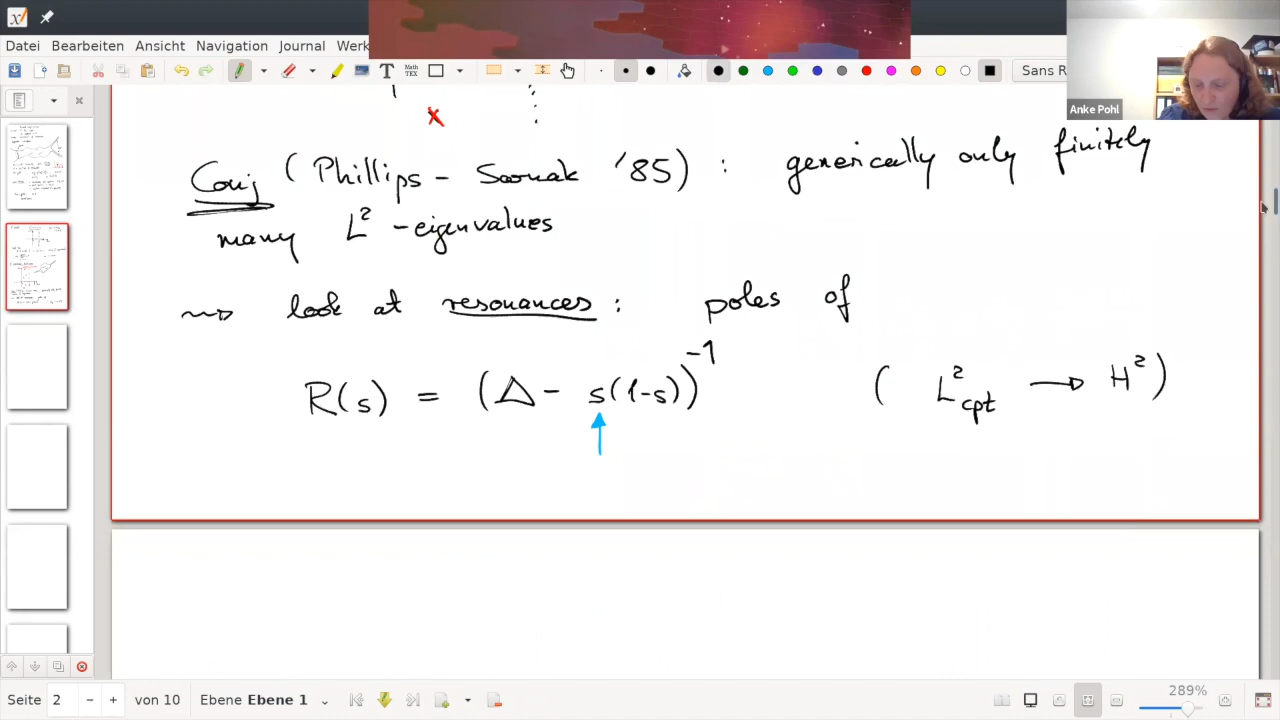 Datei Bearbeiten Ansicht Navigation Journal Werk
Sans R
Anke Pohl
Conj (Phillips - Sarnak '85) : generically only finitely
many L² - eigenvalues
⇝ look at resonances : poles of
R(s) = (Δ - s(1-s))⁻¹ ( L²cpt → H² )
Seite 2 − + von 10 Ebene Ebene 1 289%